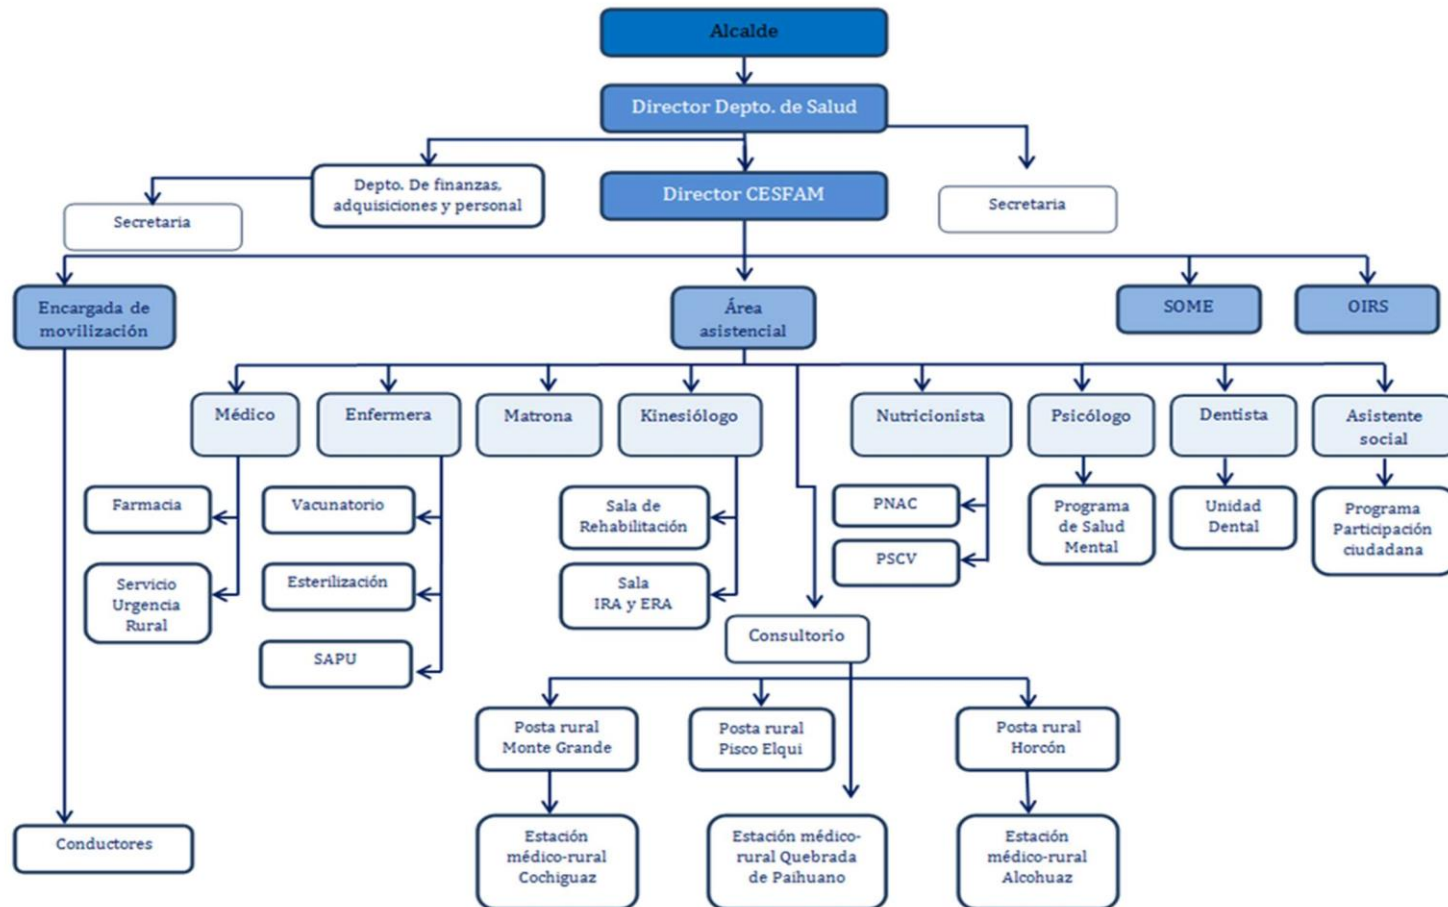 Alcalde
Director Depto. de Salud
Depto. De finanzas,
adquisiciones y personal
Director CESFAM
Secretaria
Secretaria
Encargada de
movilización
Área
asistencial
SOME
OIRS
Médico
Enfermera
Matrona
Kinesiólogo
Nutricionista
Psicólogo
Dentista
Asistente
social
Farmacia
Vacunatorio
Sala de
Rehabilitación
PNAC
Programa
de Salud
Mental
Unidad
Dental
Programa
Participación
ciudadana
PSCV
Servicio
Urgencia
Rural
Esterilización
Sala
IRA y ERA
SAPU
Consultorio
Posta rural
Monte Grande
Posta rural
Pisco Elqui
Posta rural
Horcón
Conductores
Estación
médico-rural
Cochiguaz
Estación médico-
rural Quebrada
de Paihuano
Estación
médico-rural
Alcohuaz